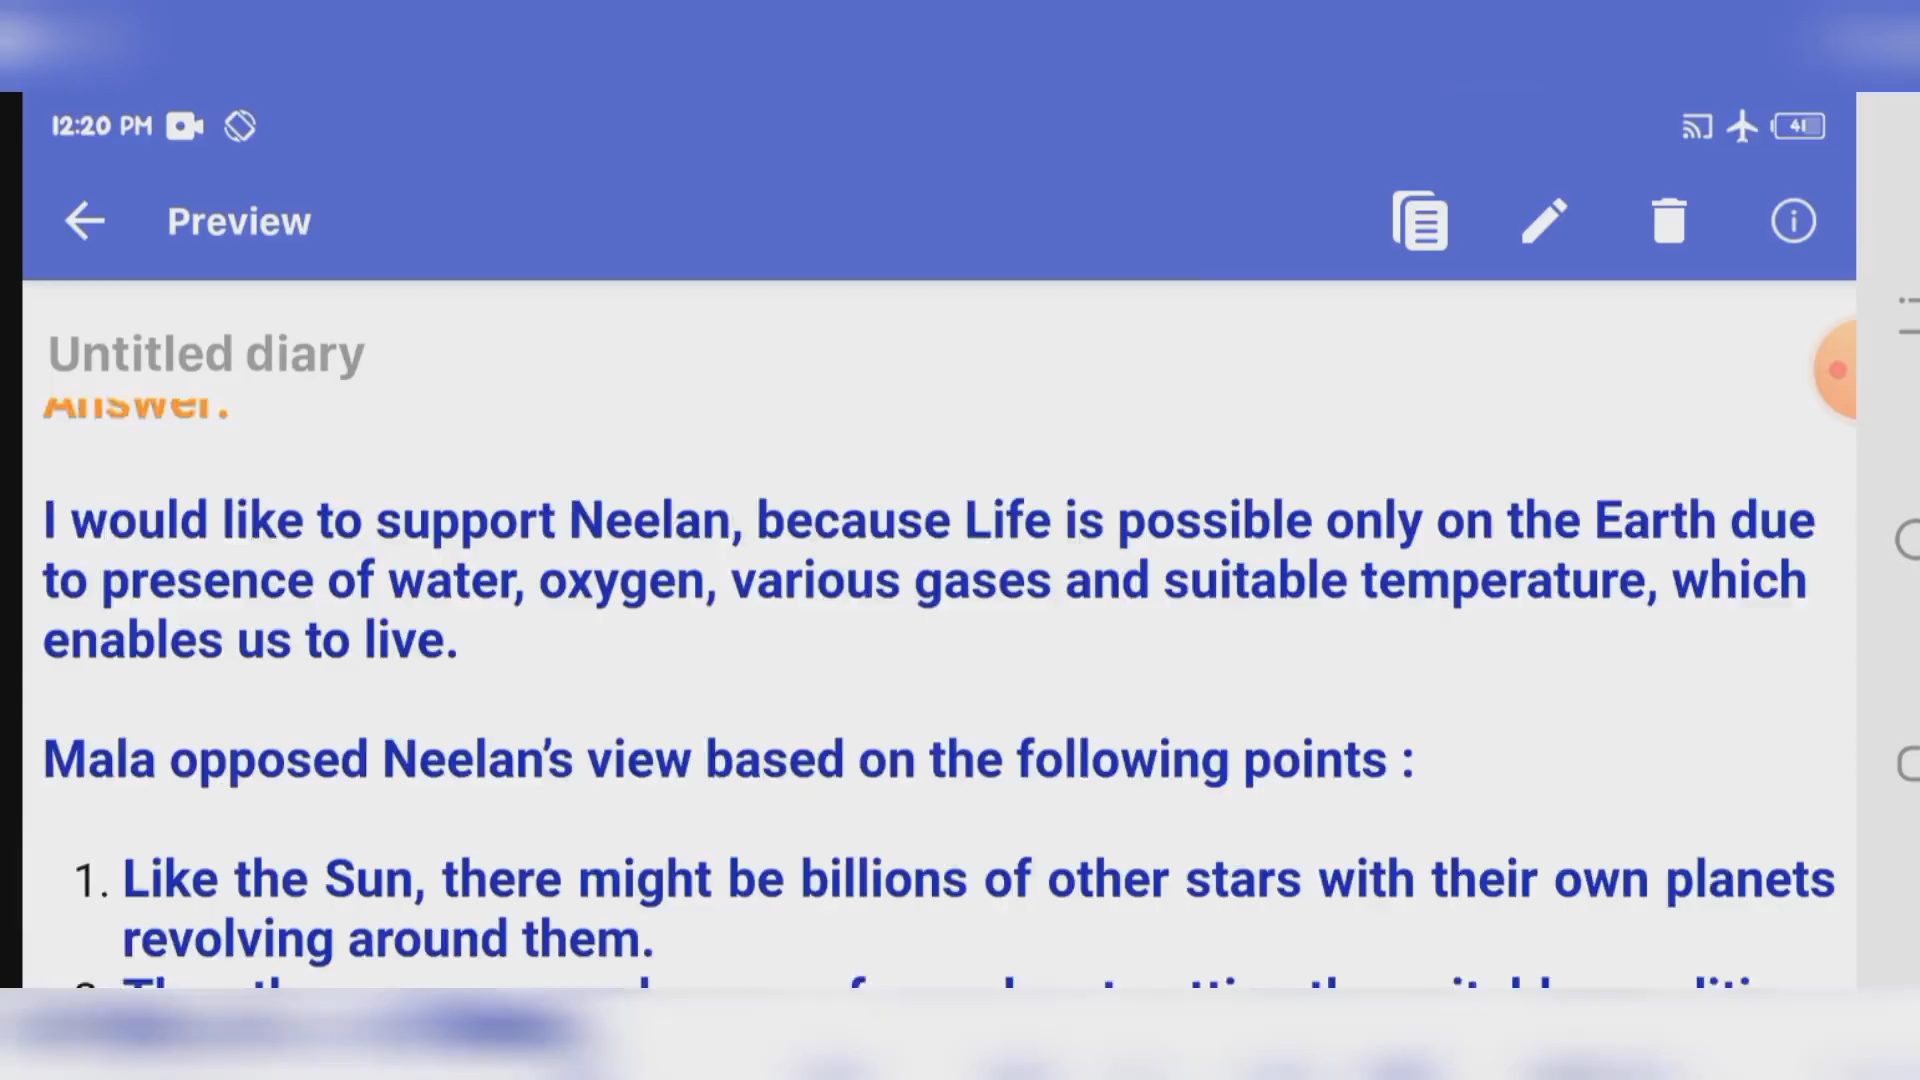 12:20 PM
41
Preview
Untitled diary
Answer:
I would like to support Neelan, because Life is possible only on the Earth due
to presence of water, oxygen, various gases and suitable temperature, which
enables us to live.
Mala opposed Neelan’s view based on the following points :
1. Like the Sun, there might be billions of other stars with their own planets
revolving around them.